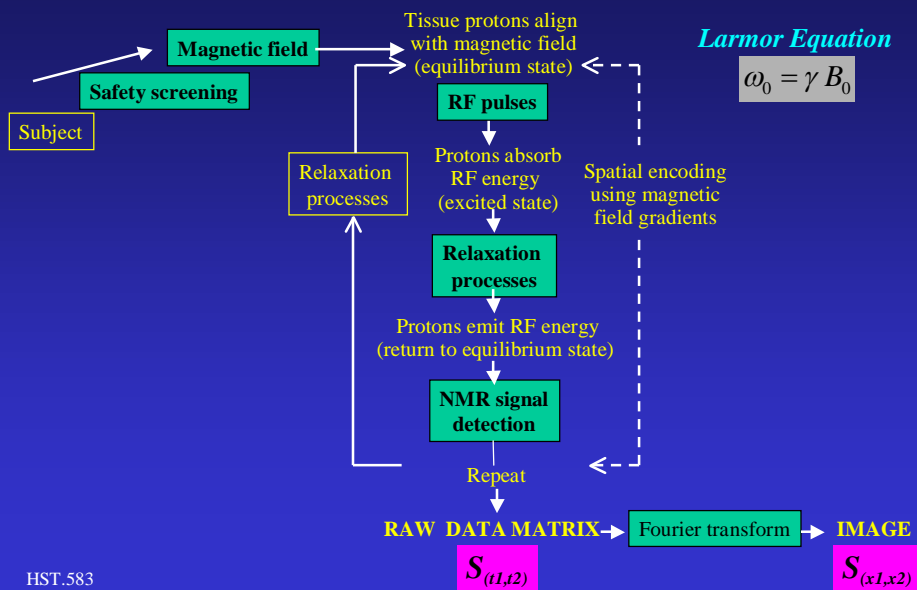 Tissue protons align
with magnetic field
(equilibrium state)
Magnetic field
Safety screening
Subject
Larmor Equation
ω₀ = γ B₀
RF pulses
Protons absorb
RF energy
(excited state)
Relaxation
processes
Spatial encoding
using magnetic
field gradients
Relaxation
processes
Protons emit RF energy
(return to equilibrium state)
NMR signal
detection
Repeat
RAW DATA MATRIX
Fourier transform
IMAGE
S(t1,t2)
S(x1,x2)
HST.583